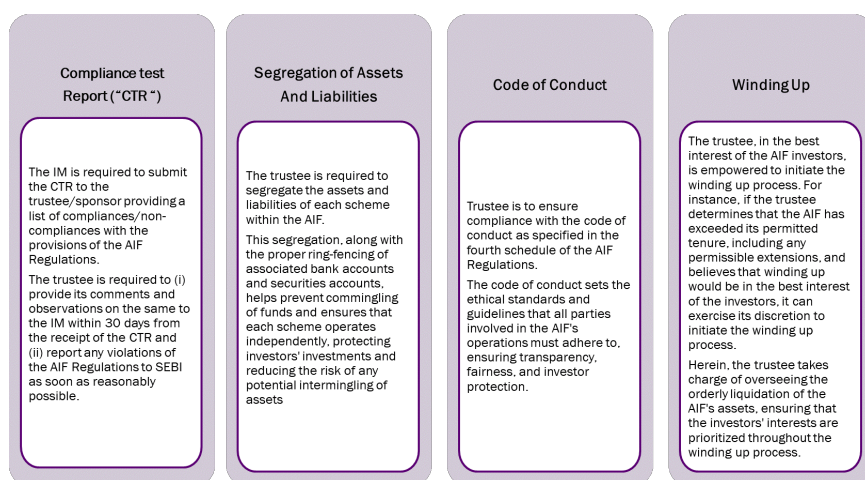 Compliance test
Report (“CTR “)
The IM is required to submit
the CTR to the
trustee/sponsor providing a
list of compliances/non-
compliances with the
provisions of the AIF
Regulations.
The trustee is required to (i)
provide its comments and
observations on the same to
the IM within 30 days from
the receipt of the CTR and
(ii) report any violations of
the AIF Regulations to SEBI
as soon as reasonably
possible.
Segregation of Assets
And Liabilities
The trustee is required to
segregate the assets and
liabilities of each scheme
within the AIF.
This segregation, along with
the proper ring-fencing of
associated bank accounts
and securities accounts,
helps prevent commingling
of funds and ensures that
each scheme operates
independently, protecting
investors' investments and
reducing the risk of any
potential intermingling of
assets
Code of Conduct
Trustee is to ensure
compliance with the code of
conduct as specified in the
fourth schedule of the AIF
Regulations.
The code of conduct sets the
ethical standards and
guidelines that all parties
involved in the AIF's
operations must adhere to,
ensuring transparency,
fairness, and investor
protection.
Winding Up
The trustee, in the best
interest of the AIF investors,
is empowered to initiate the
winding up process. For
instance, if the trustee
determines that the AIF has
exceeded its permitted
tenure, including any
permissible extensions, and
believes that winding up
would be in the best interest
of the investors, it can
exercise its discretion to
initiate the winding up
process.
Herein, the trustee takes
charge of overseeing the
orderly liquidation of the
AIF's assets, ensuring that
the investors' interests are
prioritized throughout the
winding up process.